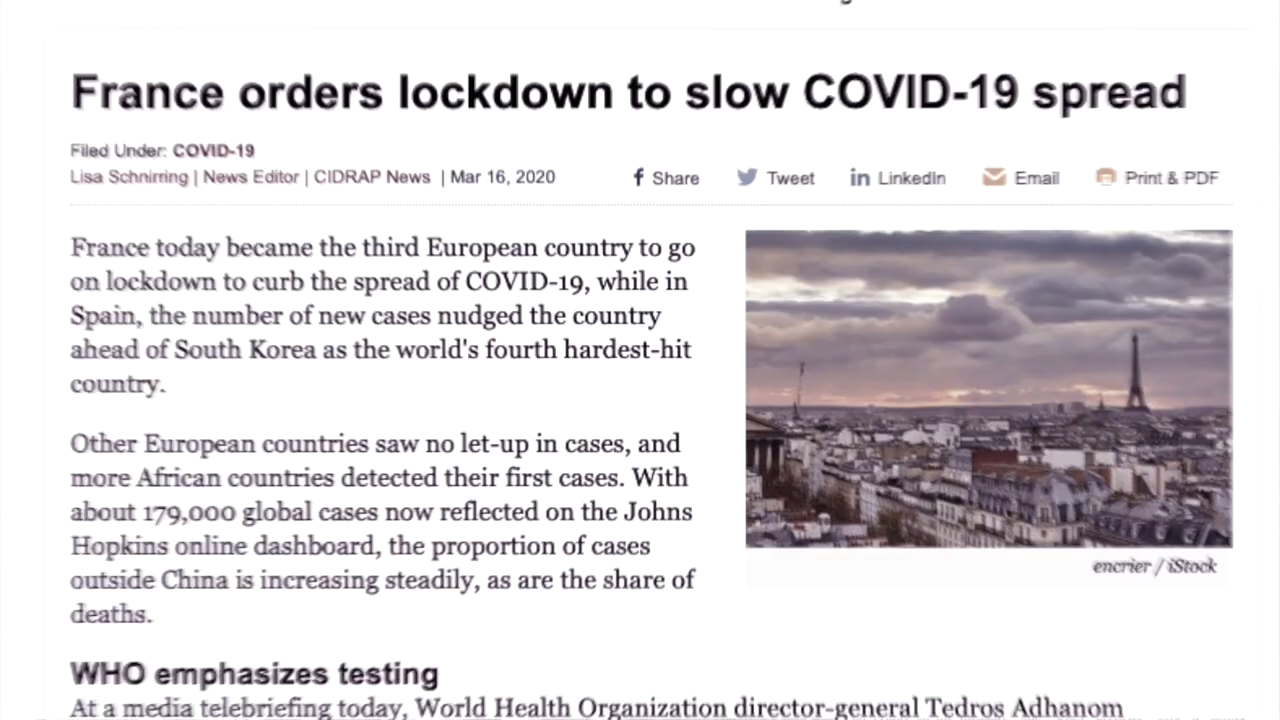 France orders lockdown to slow COVID-19 spread
Filed Under: COVID-19
Lisa Schnirring | News Editor | CIDRAP News | Mar 16, 2020
Share Tweet LinkedIn Email Print & PDF
France today became the third European country to go
on lockdown to curb the spread of COVID-19, while in
Spain, the number of new cases nudged the country
ahead of South Korea as the world's fourth hardest-hit
country.
Other European countries saw no let-up in cases, and
more African countries detected their first cases. With
about 179,000 global cases now reflected on the Johns
Hopkins online dashboard, the proportion of cases
outside China is increasing steadily, as are the share of
deaths.
encrier / iStock
WHO emphasizes testing
At a media telebriefing today, World Health Organization director-general Tedros Adhanom